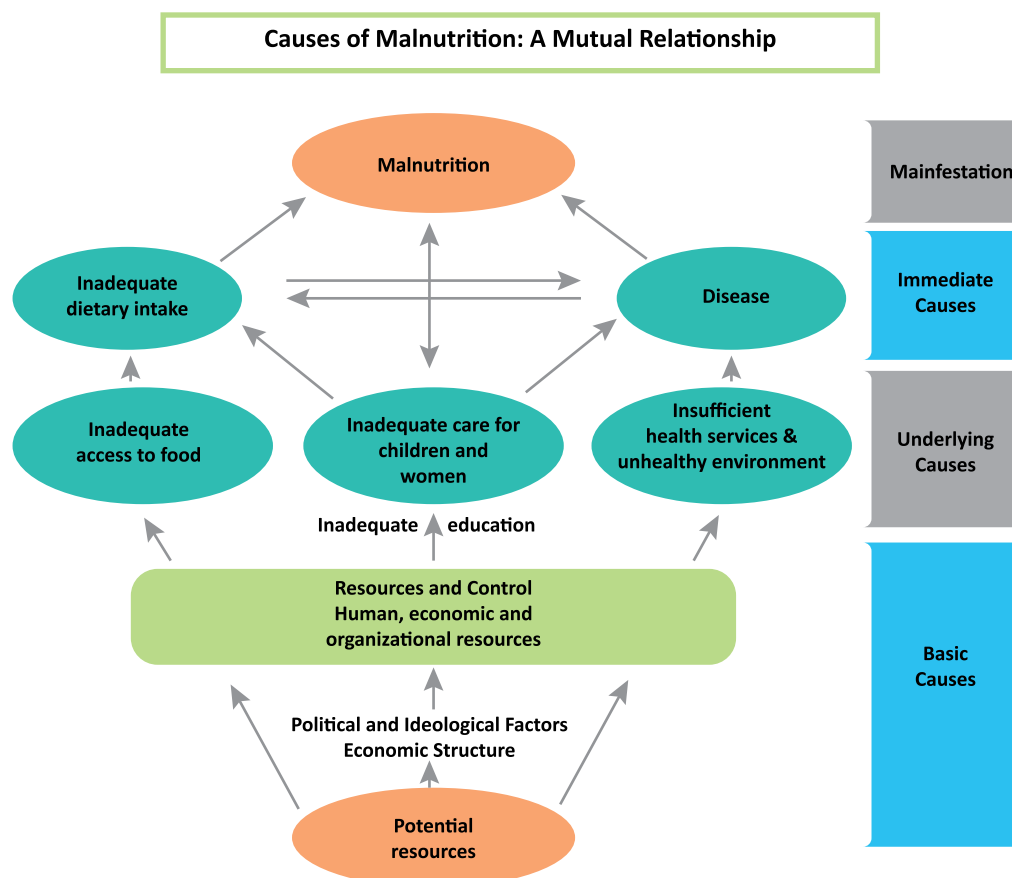 Causes of Malnutrition: A Mutual Relationship
Malnutrition
Mainfestation
Inadequate
dietary intake
Disease
Immediate
Causes
Inadequate
access to food
Inadequate care for
children and
women
Insufficient
health services &
unhealthy environment
Underlying
Causes
Inadequate education
Resources and Control
Human, economic and
organizational resources
Basic
Causes
Political and Ideological Factors
Economic Structure
Potential
resources